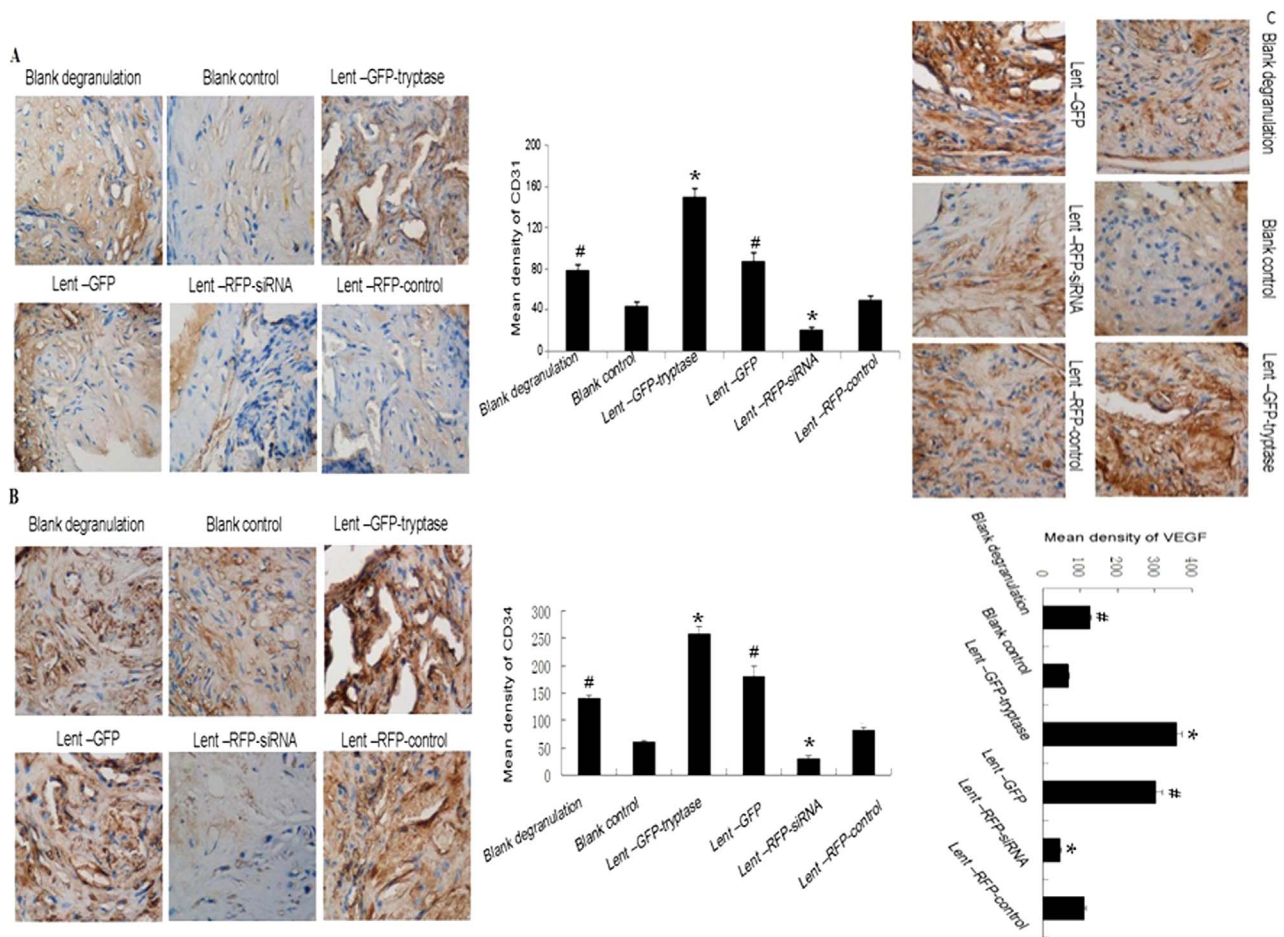 A
Blank degranulation
Blank control
Lent –GFP-tryptase
Lent –GFP
Lent –RFP-siRNA
Lent –RFP-control
Mean density of CD31
200
160
120
80
40
0
#
*
#
*
Blank degranulation
Blank control
Lent –GFP-tryptase
Lent –GFP
Lent –RFP-siRNA
Lent –RFP-control
B
Blank degranulation
Blank control
Lent –GFP-tryptase
Lent –GFP
Lent –RFP-siRNA
Lent –RFP-control
Mean density of CD34
300
250
200
150
100
50
0
#
*
#
*
Blank degranulation
Blank control
Lent –GFP-tryptase
Lent –GFP
Lent –RFP-siRNA
Lent –RFP-control
C
Blank degranulation
Blank control
Lent –GFP-tryptase
Lent –GFP
Lent –RFP-siRNA
Lent –RFP-control
Mean density of VEGF
400
300
200
100
0
#
*
#
*
Blank degranulation
Blank control
Lent –GFP-tryptase
Lent –GFP
Lent –RFP-siRNA
Lent –RFP-control